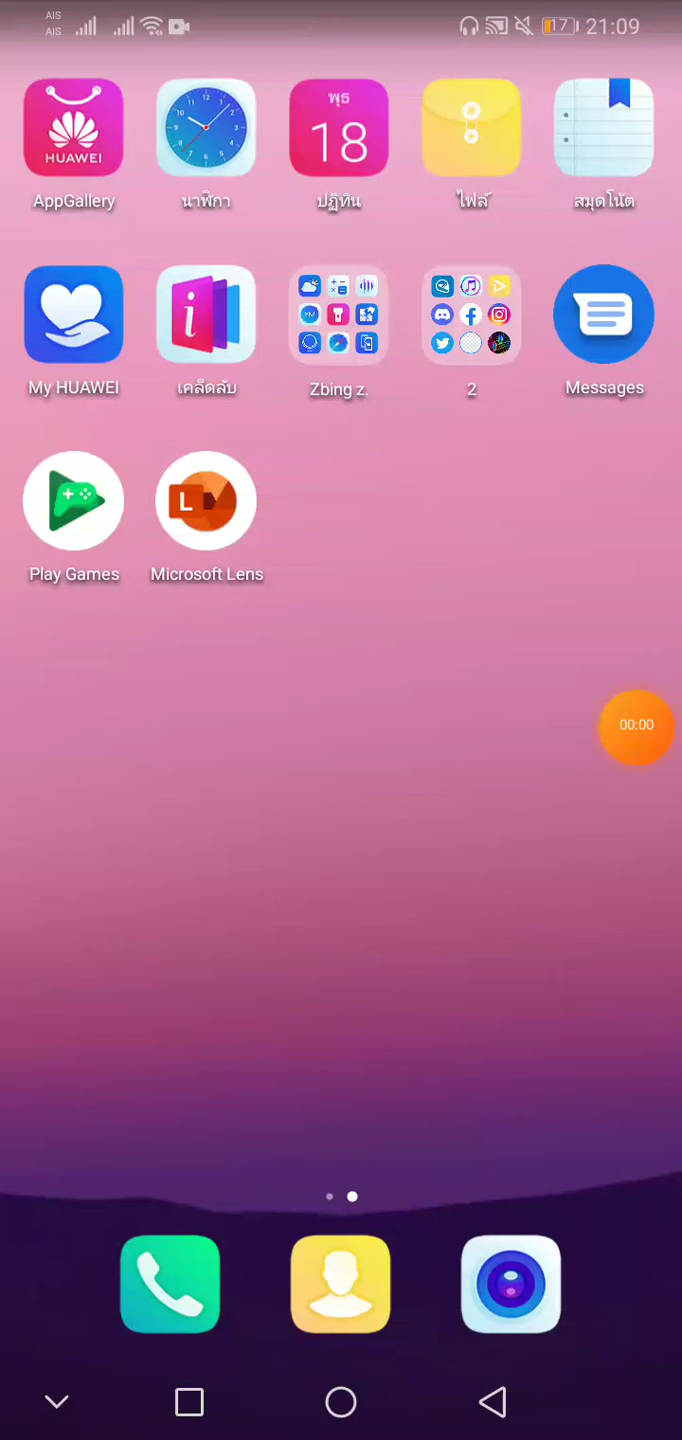 AIS
AIS
17
21:09
HUAWEI
พุธ
18
AppGallery
นาฬิกา
ปฏิทิน
ไฟล์
สมุดโน้ต
My HUAWEI
เคล็ดลับ
Zbing z.
2
Messages
L
Play Games
Microsoft Lens
00:00